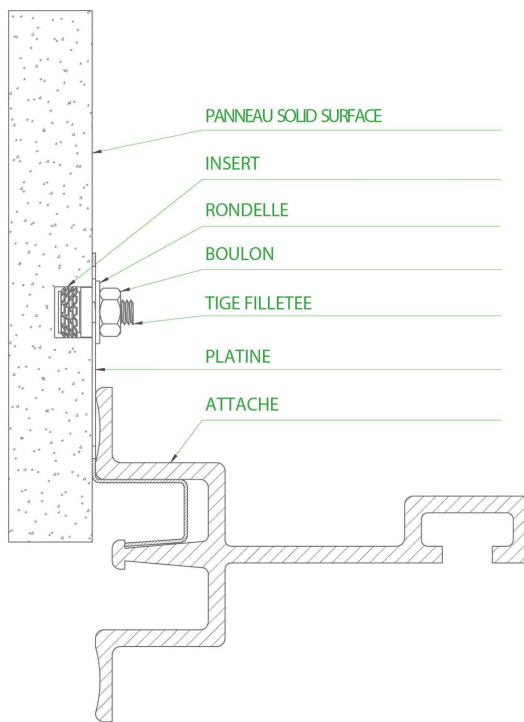 PANNEAU SOLID SURFACE
INSERT
RONDELLE
BOULON
TIGE FILLETEE
PLATINE
ATTACHE